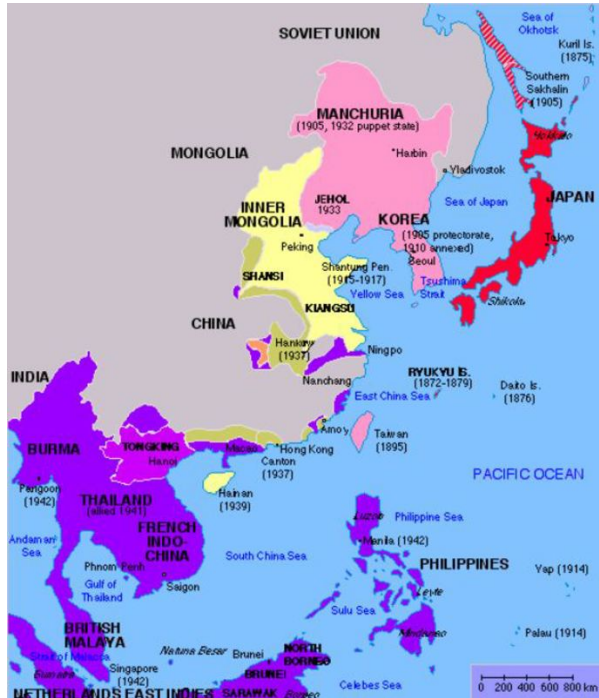 SOVIET UNION
Sea of
Okhotsk
Kuril Is.
(1875)
Southern
Sakhalin
(1905)
MANCHURIA
(1905, 1932 puppet state)
Harbin
Hokkaido
MONGOLIA
Vladivostok
JEHOL
1933
INNER
MONGOLIA
Sea of Japan
JAPAN
KOREA
(1905 protectorate,
1910 annexed)
Peking
Seoul
Tokyo
SHANSI
Shantung Pen.
(1915-1917)
Tsushima
Strait
Yellow Sea
Shikoku
KIANGSU
CHINA
Hankow
(1937)
Ningpo
Nanchang
INDIA
RYUKYU IS.
(1872-1879)
Daito Is.
(1876)
East China Sea
BURMA
TONGKING
Hanoi
Macao
Amoy
Hong Kong
Canton
(1937)
Taiwan
(1895)
Rangoon
(1942)
Hainan
(1939)
PACIFIC OCEAN
THAILAND
(allied 1941)
Luzon
Philippine Sea
Andaman
Sea
FRENCH
INDO-
CHINA
Manila (1942)
South China Sea
Phnom Penh
Gulf of
Thailand
Saigon
PHILIPPINES
Yap (1914)
Leyte
Sulu Sea
BRITISH
MALAYA
Mindanao
Palau (1914)
Natuna Besar
Strait of Malacca
Brunei
NORTH
BORNEO
Singapore
(1942)
Sumatra
BRUNEI
Celebes Sea
0 200 400 600 800 km
NETHERLANDS EAST INDIES
SARAWAK
Borneo